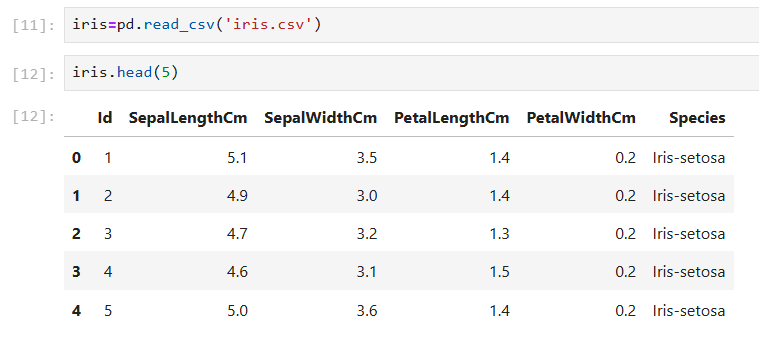 [11]: iris=pd.read_csv('iris.csv')
[12]: iris.head(5)
[12]: Id SepalLengthCm SepalWidthCm PetalLengthCm PetalWidthCm Species
0 1 5.1 3.5 1.4 0.2 Iris-setosa
1 2 4.9 3.0 1.4 0.2 Iris-setosa
2 3 4.7 3.2 1.3 0.2 Iris-setosa
3 4 4.6 3.1 1.5 0.2 Iris-setosa
4 5 5.0 3.6 1.4 0.2 Iris-setosa